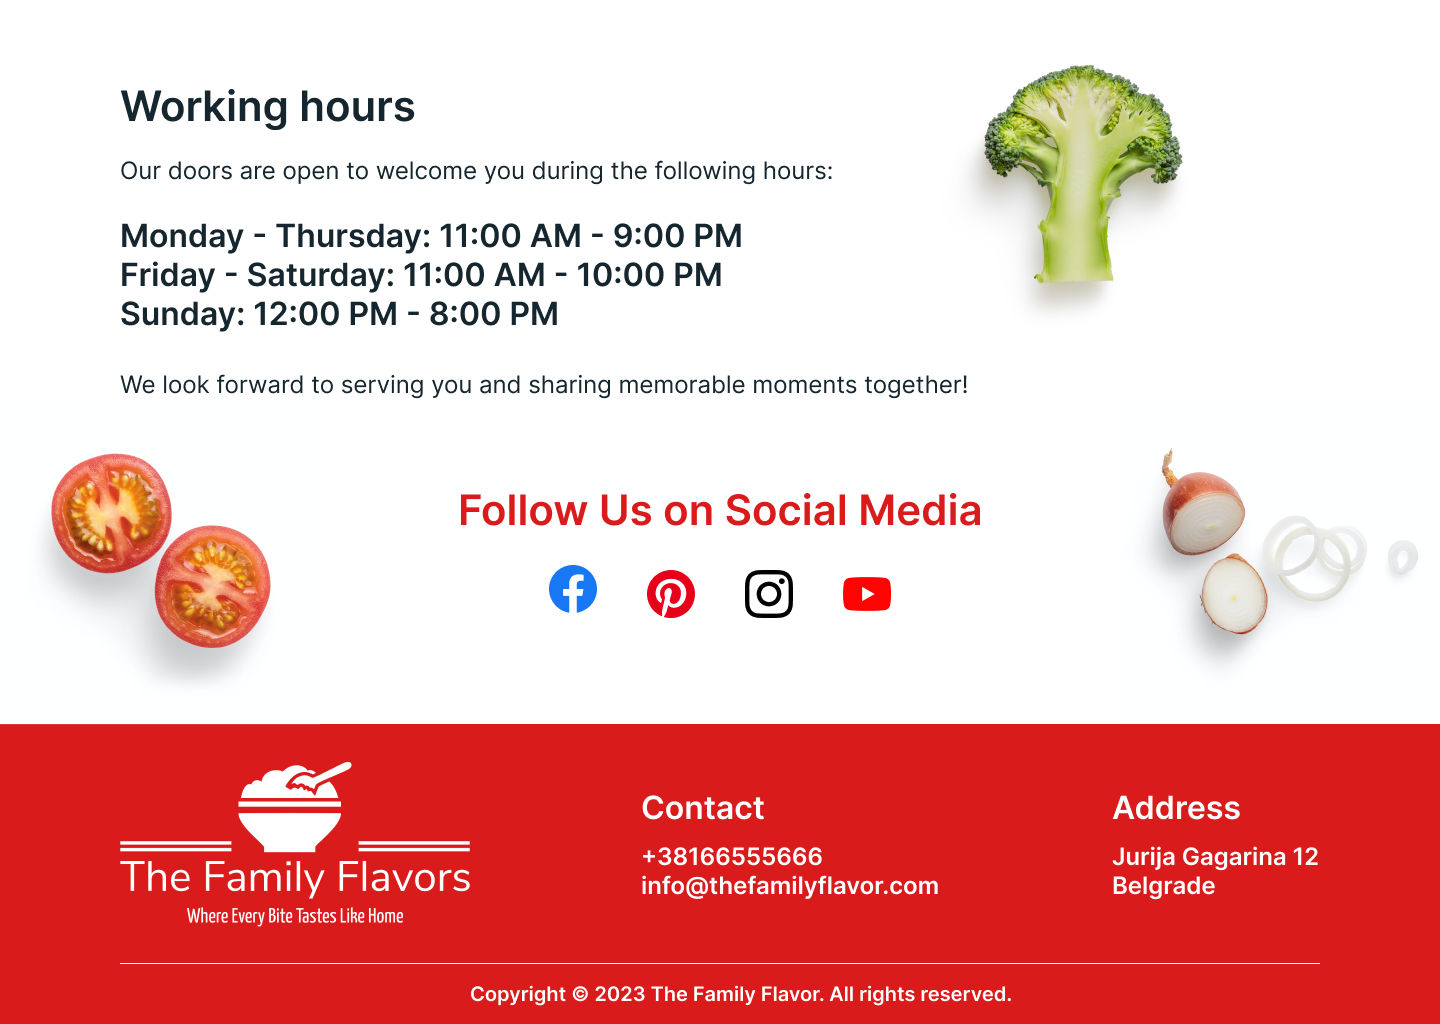 Working hours
Our doors are open to welcome you during the following hours:
Monday - Thursday: 11:00 AM - 9:00 PM
Friday - Saturday: 11:00 AM - 10:00 PM
Sunday: 12:00 PM - 8:00 PM
We look forward to serving you and sharing memorable moments together!
Follow Us on Social Media
The Family Flavors
Where Every Bite Tastes Like Home
Contact
+38166555666
info@thefamilyflavor.com
Address
Jurija Gagarina 12
Belgrade
Copyright © 2023 The Family Flavor. All rights reserved.